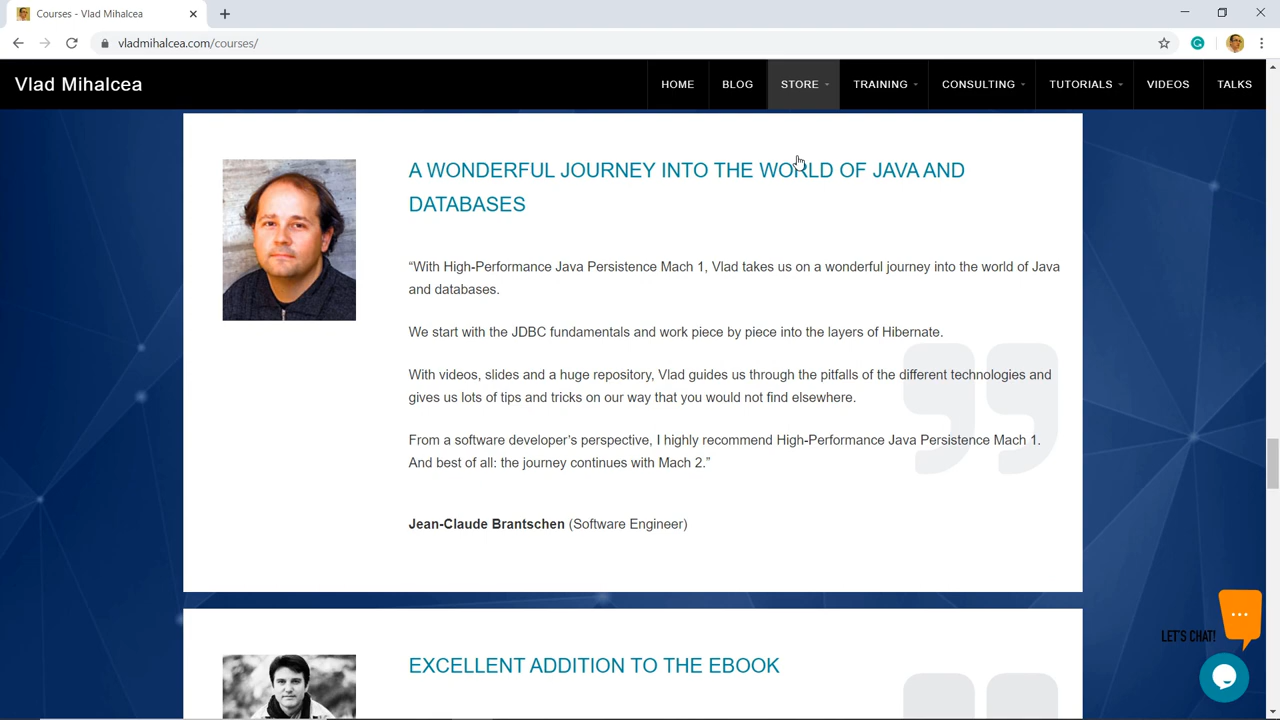 Courses - Vlad Mihalcea
vladmihalcea.com/courses/
Vlad Mihalcea
HOME
BLOG
STORE
TRAINING
CONSULTING
TUTORIALS
VIDEOS
TALKS
A WONDERFUL JOURNEY INTO THE WORLD OF JAVA AND
DATABASES
“With High-Performance Java Persistence Mach 1, Vlad takes us on a wonderful journey into the world of Java
and databases.
We start with the JDBC fundamentals and work piece by piece into the layers of Hibernate.
With videos, slides and a huge repository, Vlad guides us through the pitfalls of the different technologies and
gives us lots of tips and tricks on our way that you would not find elsewhere.
From a software developer’s perspective, I highly recommend High-Performance Java Persistence Mach 1.
And best of all: the journey continues with Mach 2.”
Jean-Claude Brantschen (Software Engineer)
LET'S CHAT!
EXCELLENT ADDITION TO THE EBOOK